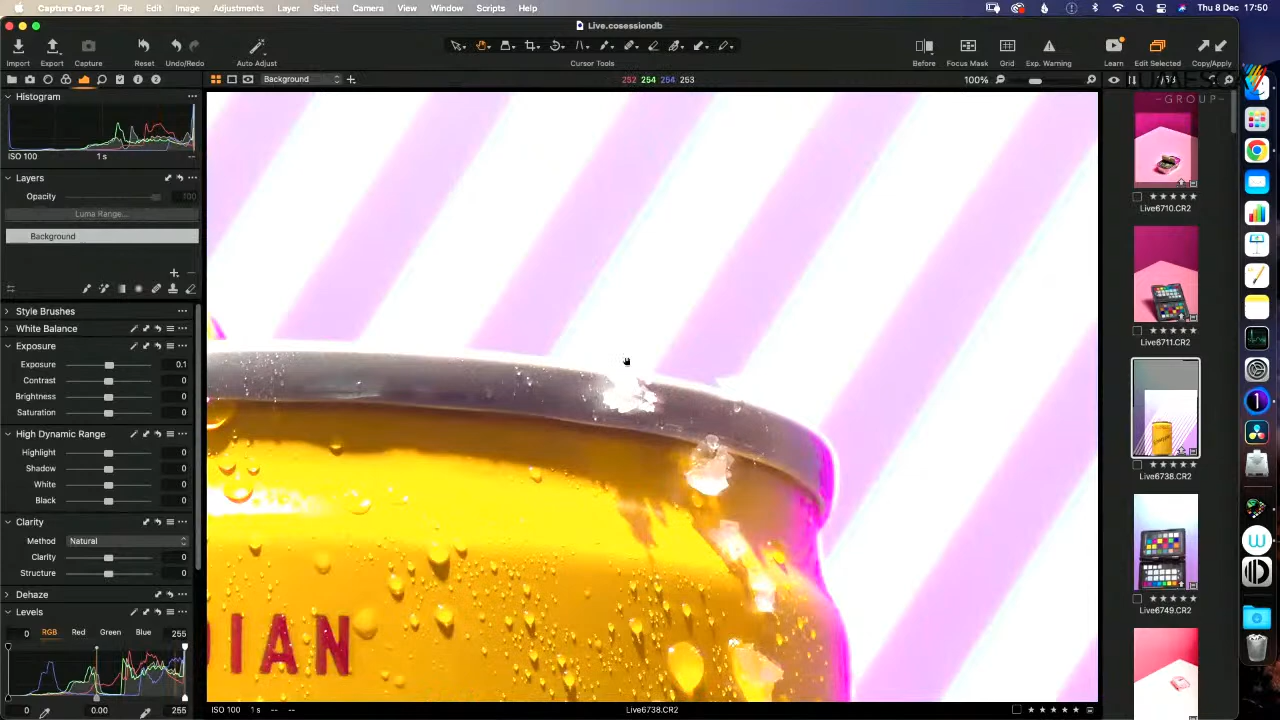 Capture One 21 File Edit Image Adjustments Layer Select Camera View Window Scripts Help
Thu 8 Dec 17:50
Live.cosessiondb
Import Export Capture Reset Undo/Redo Auto Adjust Cursor Tools Before Focus Mask Grid Exp. Warning Learn Edit Selected Copy/Apply
Background
252 254 254 253
100%
-GROUP-
Histogram
ISO 100 1 s --
Layers
Opacity 100
Luma Range...
Background
Style Brushes
White Balance
Exposure
Exposure 0.1
Contrast 0
Brightness 0
Saturation 0
High Dynamic Range
Highlight 0
Shadow 0
White 0
Black 0
Clarity
Method Natural
Clarity 0
Structure 0
Dehaze
Levels
0 RGB Red Green Blue 255
0 0.00 255
DIAN
ISO 100 1 s -- --
Live6738.CR2
Live6710.CR2
Live6711.CR2
Live6738.CR2
Live6749.CR2